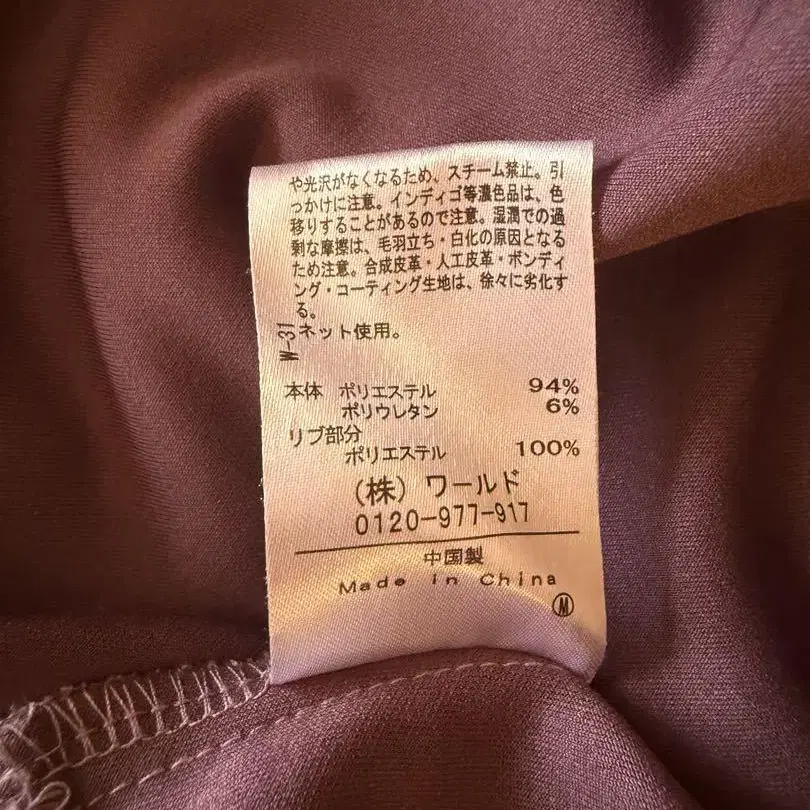 や光沢がなくなるため、スチーム禁止。引
っかけに注意。インディゴ等濃色品は、色
移りすることがあるので注意。湿潤での過
剰な摩擦は、毛羽立ち・白化の原因となる
ため注意。合成皮革・人工皮革・ボンディ
ング・コーティング生地は、徐々に劣化す
る。
W-31
ネット使用。
本体 ポリエステル 94%
ポリウレタン 6%
リブ部分
ポリエステル 100%
(株) ワールド
0120-977-917
中国製
Made in China
M